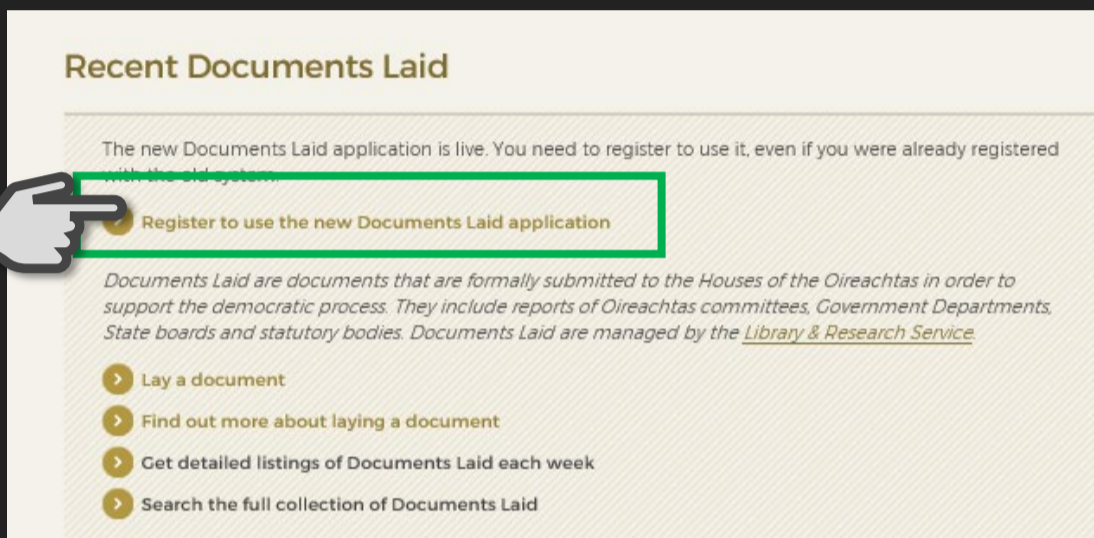 Recent Documents Laid
The new Documents Laid application is live. You need to register to use it, even if you were already registered
with the old system.
Register to use the new Documents Laid application
Documents Laid are documents that are formally submitted to the Houses of the Oireachtas in order to
support the democratic process. They include reports of Oireachtas committees, Government Departments,
State boards and statutory bodies. Documents Laid are managed by the Library & Research Service.
Lay a document
Find out more about laying a document
Get detailed listings of Documents Laid each week
Search the full collection of Documents Laid